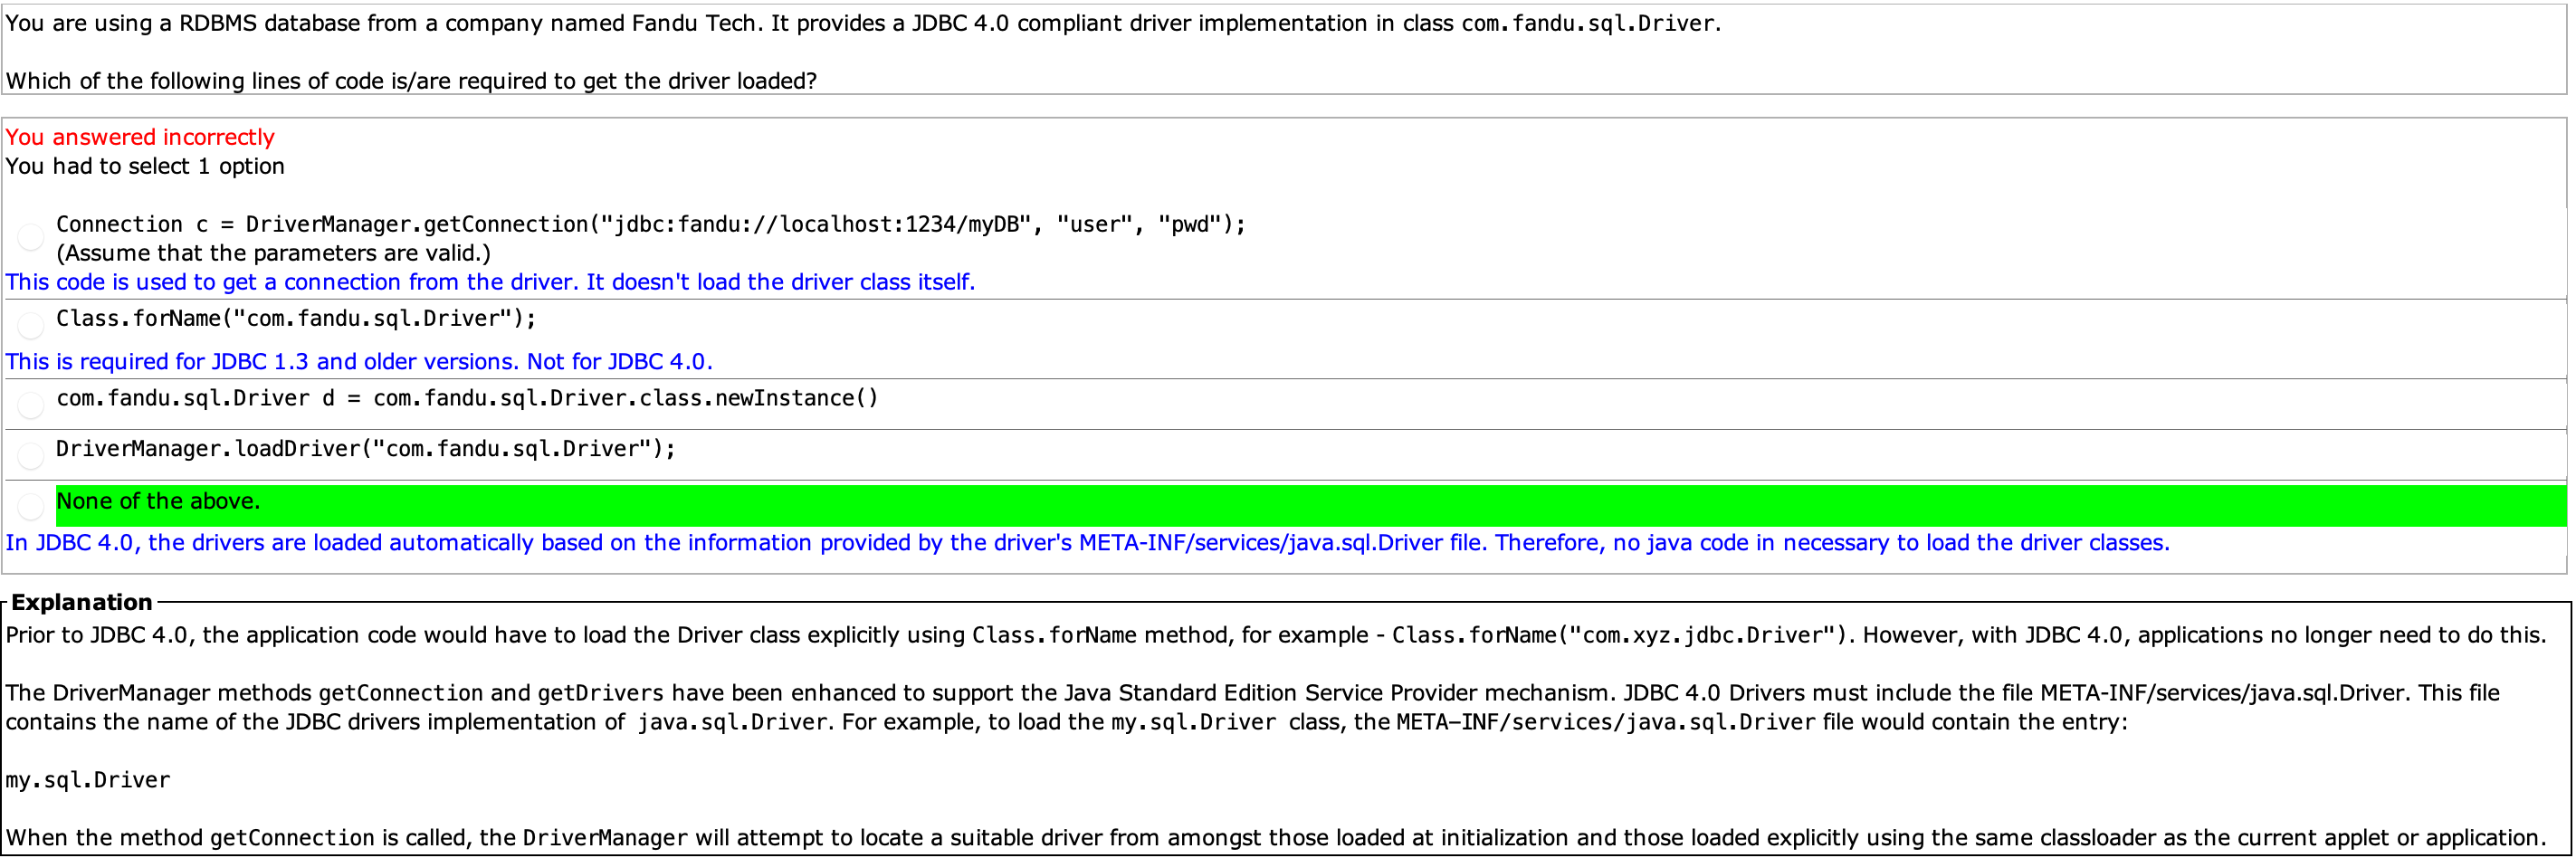 You are using a RDBMS database from a company named Fandu Tech. It provides a JDBC 4.0 compliant driver implementation in class com.fandu.sql.Driver.
Which of the following lines of code is/are required to get the driver loaded?
You answered incorrectly
You had to select 1 option
Connection c = DriverManager.getConnection("jdbc:fandu://localhost:1234/myDB", "user", "pwd");
(Assume that the parameters are valid.)
This code is used to get a connection from the driver. It doesn't load the driver class itself.
Class.forName("com.fandu.sql.Driver");
This is required for JDBC 1.3 and older versions. Not for JDBC 4.0.
com.fandu.sql.Driver d = com.fandu.sql.Driver.class.newInstance()
DriverManager.loadDriver("com.fandu.sql.Driver");
None of the above.
In JDBC 4.0, the drivers are loaded automatically based on the information provided by the driver's META-INF/services/java.sql.Driver file. Therefore, no java code in necessary to load the driver classes.
Explanation
Prior to JDBC 4.0, the application code would have to load the Driver class explicitly using Class.forName method, for example - Class.forName("com.xyz.jdbc.Driver"). However, with JDBC 4.0, applications no longer need to do this.
The DriverManager methods getConnection and getDrivers have been enhanced to support the Java Standard Edition Service Provider mechanism. JDBC 4.0 Drivers must include the file META-INF/services/java.sql.Driver. This file
contains the name of the JDBC drivers implementation of java.sql.Driver. For example, to load the my.sql.Driver class, the META-INF/services/java.sql.Driver file would contain the entry:
my.sql.Driver
When the method getConnection is called, the DriverManager will attempt to locate a suitable driver from amongst those loaded at initialization and those loaded explicitly using the same classloader as the current applet or application.